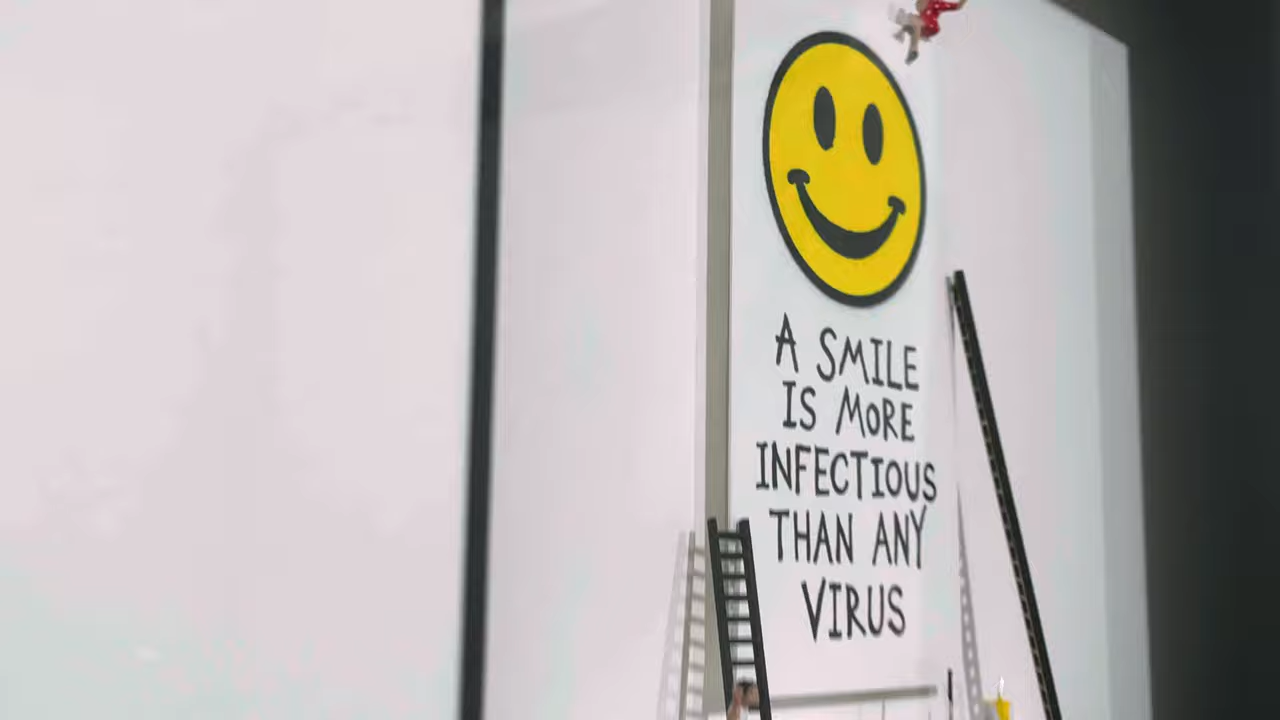 A SMILE
IS MORE
INFECTIOUS
THAN ANY
VIRUS